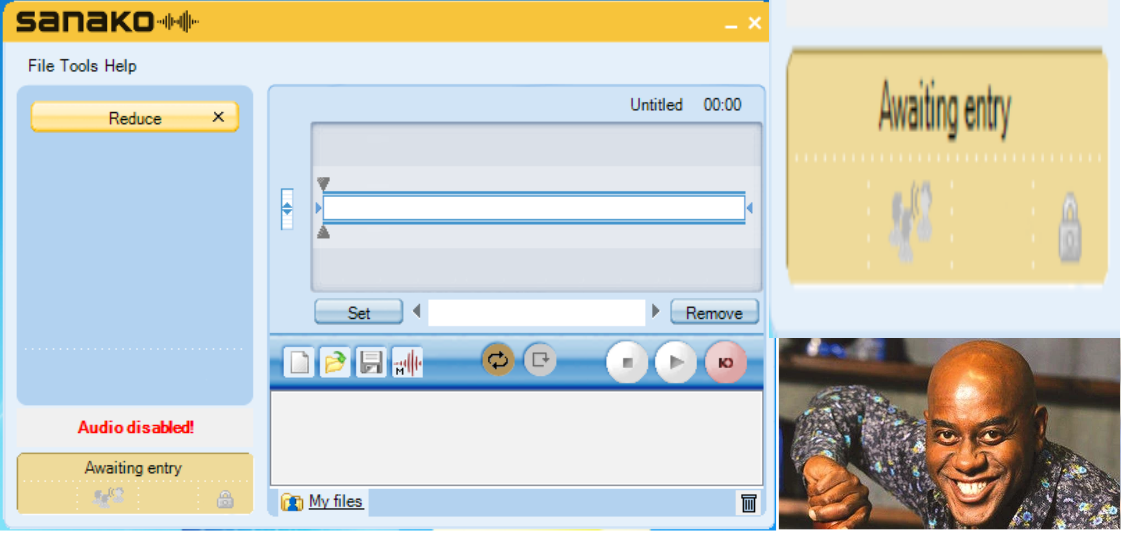 sanako
File Tools Help
Reduce
Untitled 00:00
Set
Remove
M
Audio disabled!
Awaiting entry
My files
Awaiting entry